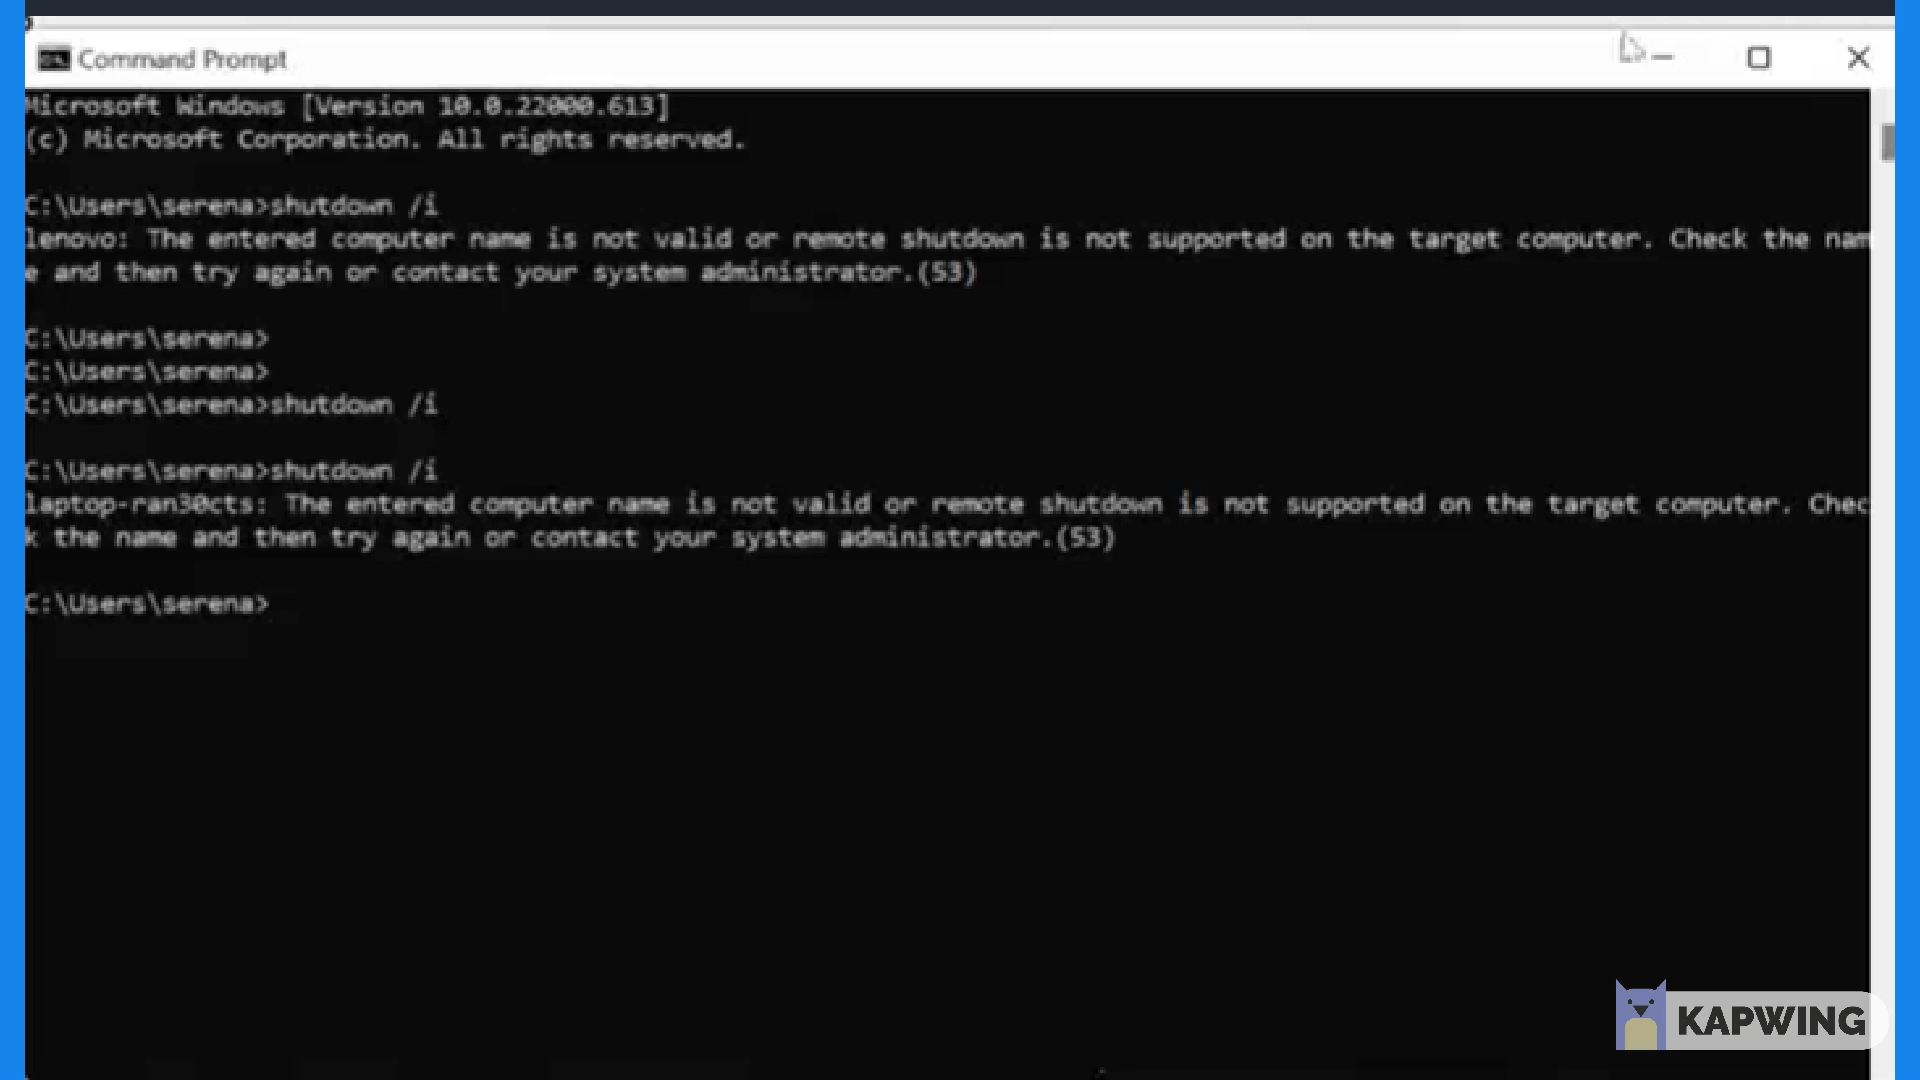 Command Prompt
Microsoft Windows [Version 10.0.22000.613]
(c) Microsoft Corporation. All rights reserved.
C:\Users\serena>shutdown /i
lenovo: The entered computer name is not valid or remote shutdown is not supported on the target computer. Check the nam
e and then try again or contact your system administrator.(53)
C:\Users\serena>
C:\Users\serena>
C:\Users\serena>shutdown /i
C:\Users\serena>shutdown /i
laptop-ran30cts: The entered computer name is not valid or remote shutdown is not supported on the target computer. Chec
k the name and then try again or contact your system administrator.(53)
C:\Users\serena>
KAPWING